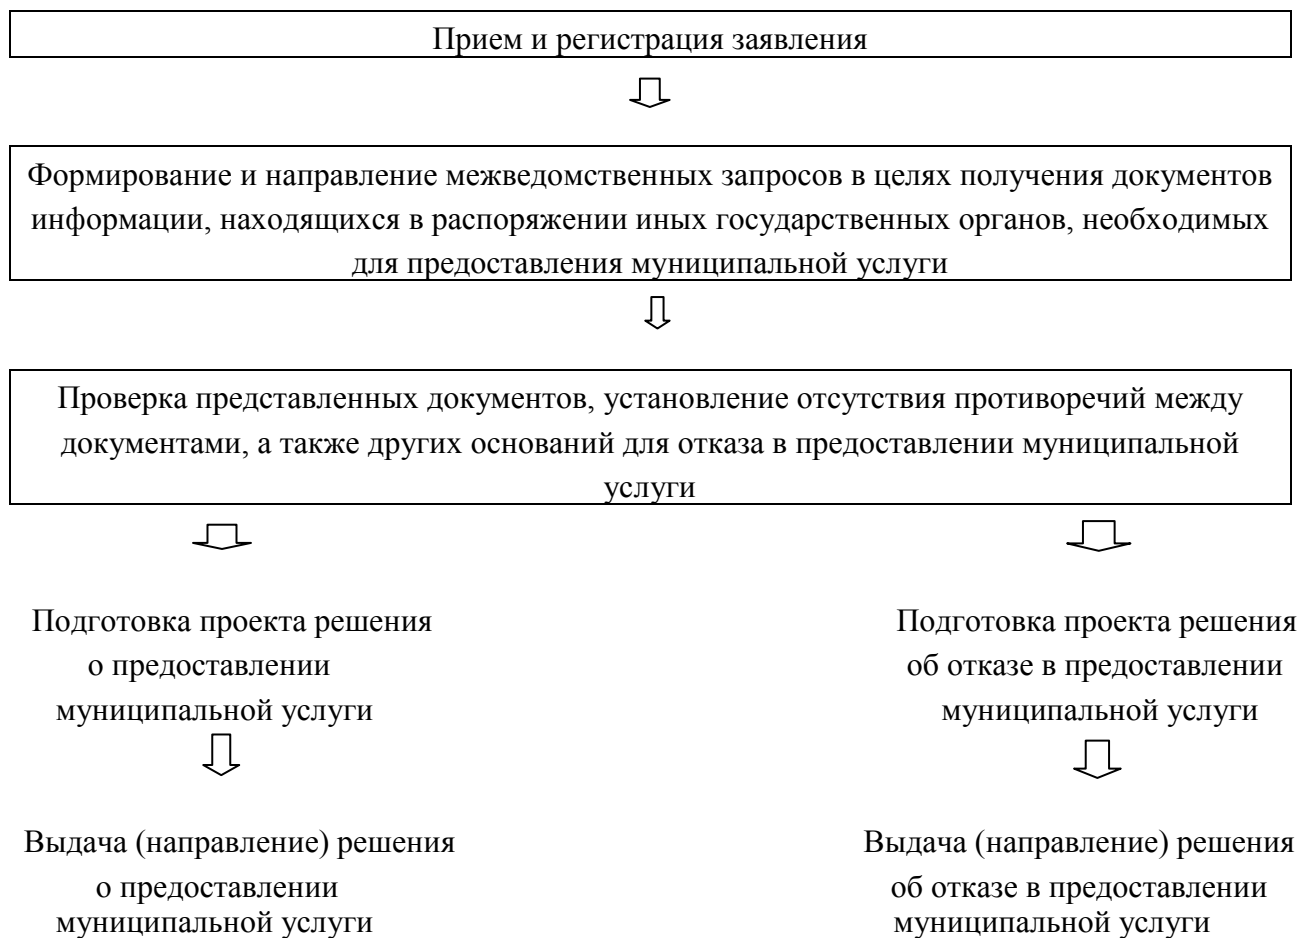 Прием и регистрация заявления
Формирование и направление межведомственных запросов в целях получения документов
информации, находящихся в распоряжении иных государственных органов, необходимых
для предоставления муниципальной услуги
Проверка представленных документов, установление отсутствия противоречий между
документами, а также других оснований для отказа в предоставлении муниципальной
услуги
Подготовка проекта решения
о предоставлении
муниципальной услуги
Подготовка проекта решения
об отказе в предоставлении
муниципальной услуги
Выдача (направление) решения
о предоставлении
муниципальной услуги
Выдача (направление) решения
об отказе в предоставлении
муниципальной услуги